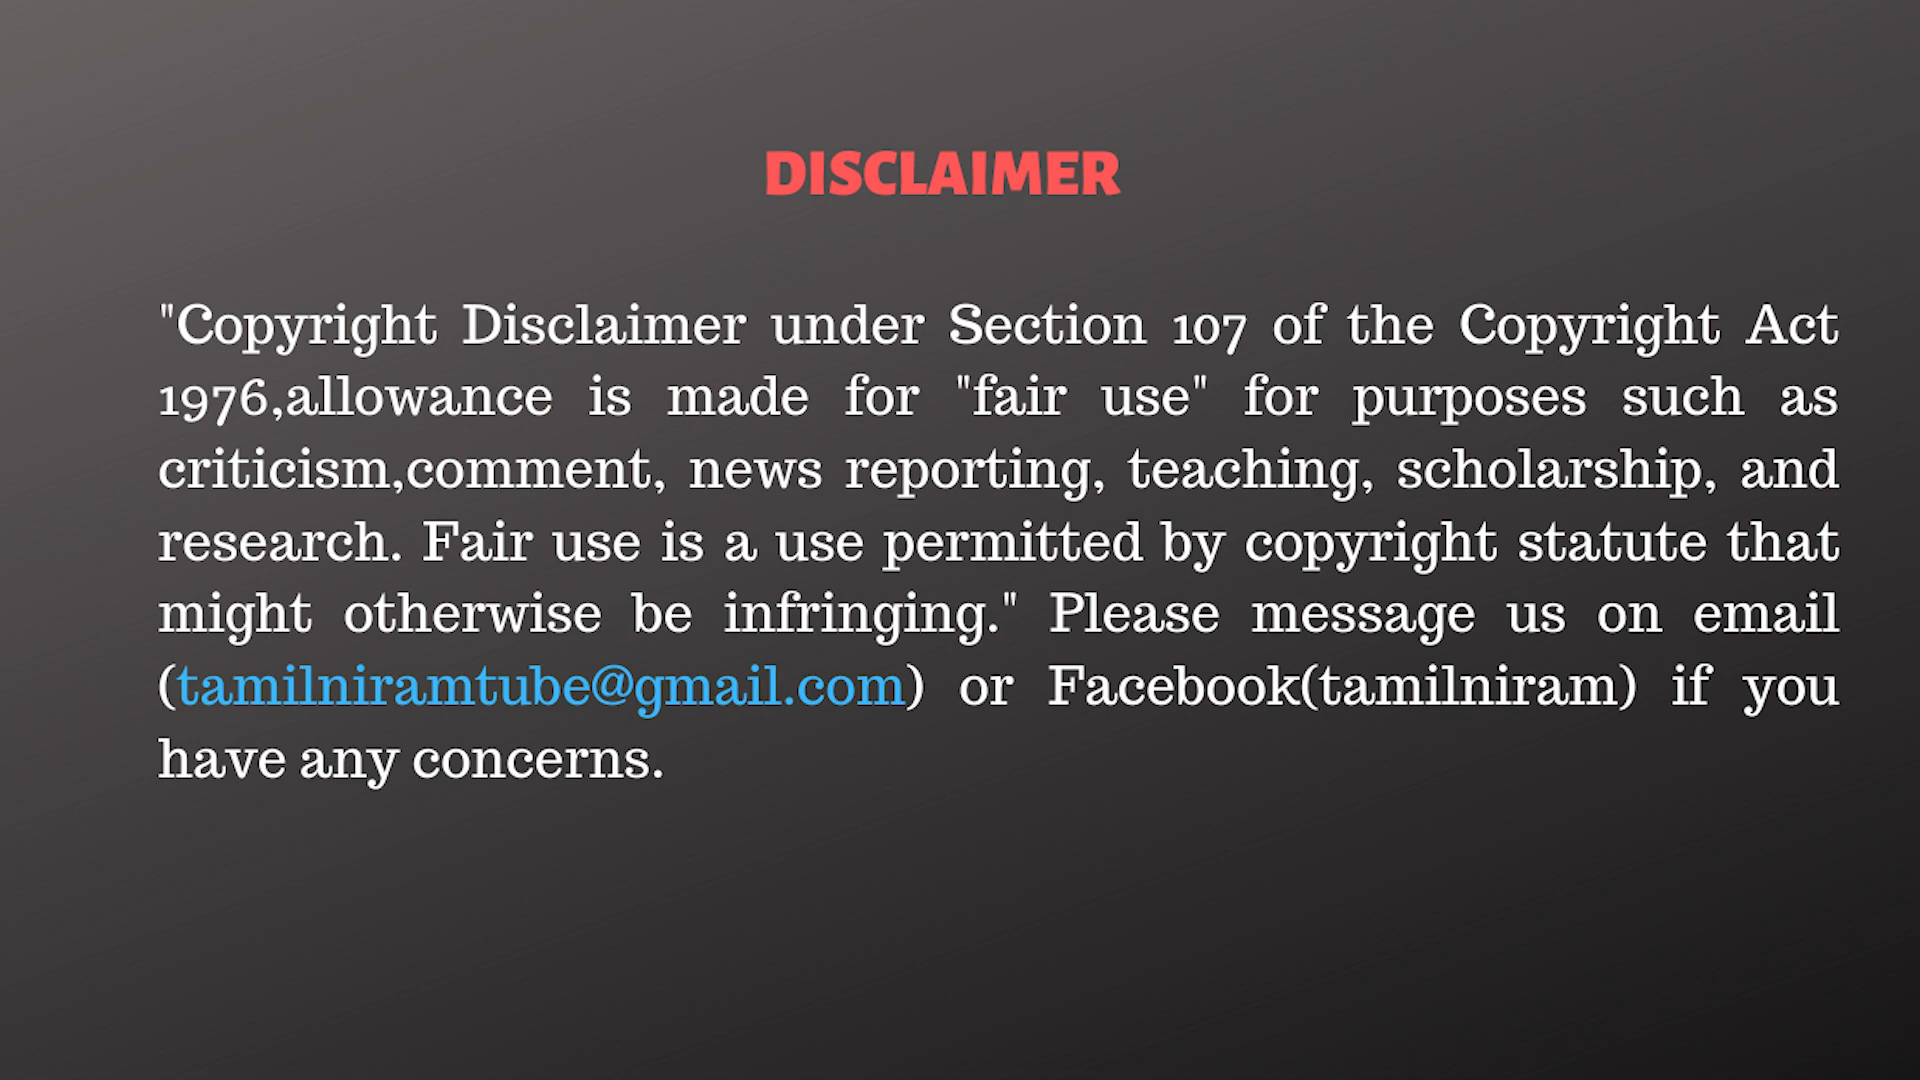 DISCLAIMER
"Copyright Disclaimer under Section 107 of the Copyright Act
1976,allowance is made for "fair use" for purposes such as
criticism,comment, news reporting, teaching, scholarship, and
research. Fair use is a use permitted by copyright statute that
might otherwise be infringing." Please message us on email
(tamilniramtube@gmail.com) or Facebook(tamilniram) if you
have any concerns.